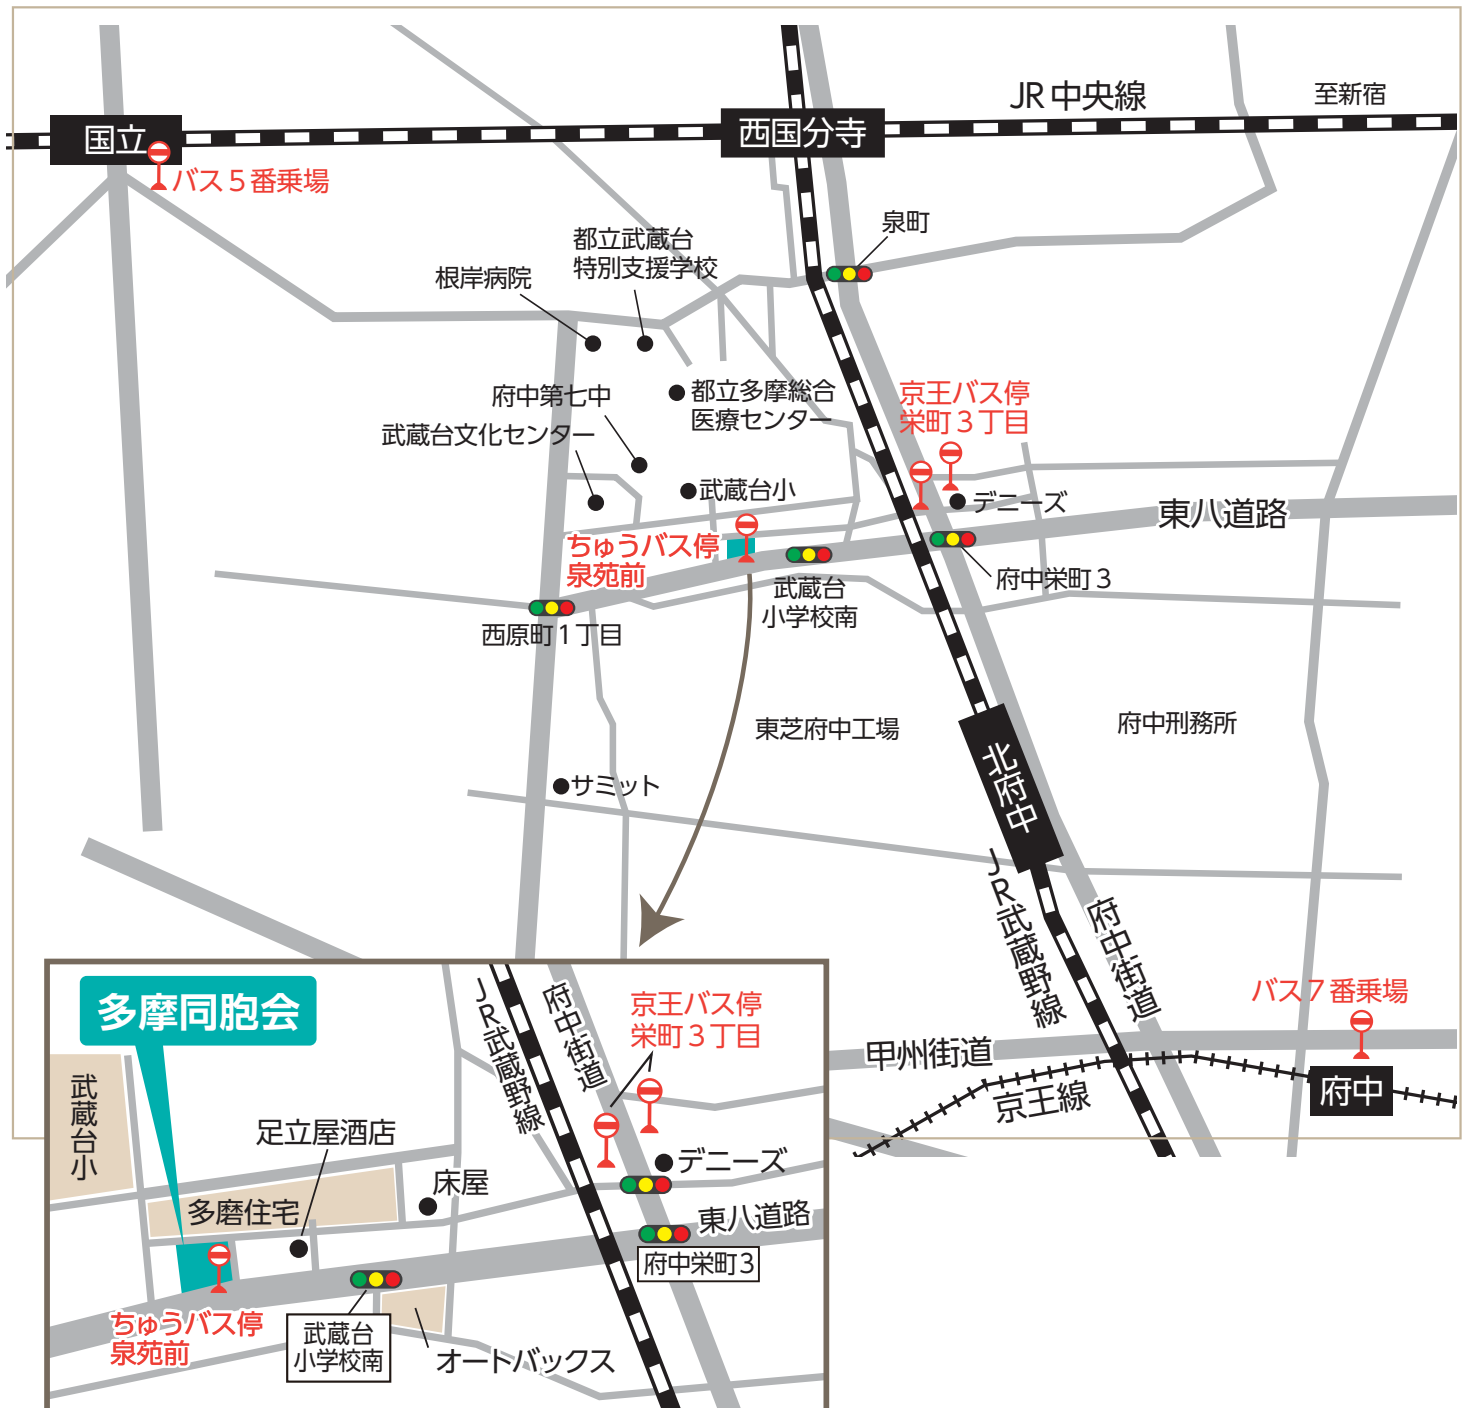 JR中央線
至新宿
国立
西国分寺
バス5番乗場
泉町
都立武蔵台
特別支援学校
根岸病院
府中第七中
都立多摩総合
医療センター
武蔵台文化センター
京王バス停
栄町3丁目
武蔵台小
デニーズ
東八道路
ちゅうバス停
泉苑前
武蔵台
小学校南
府中栄町3
西原町1丁目
東芝府中工場
府中刑務所
北府中
サミット
JR武蔵野線
府中街道
バス7番乗場
甲州街道
京王線
府中
多摩同胞会
JR武蔵野線
府中街道
京王バス停
栄町3丁目
武蔵台小
足立屋酒店
床屋
デニーズ
多磨住宅
東八道路
府中栄町3
ちゅうバス停
泉苑前
武蔵台
小学校南
オートバックス